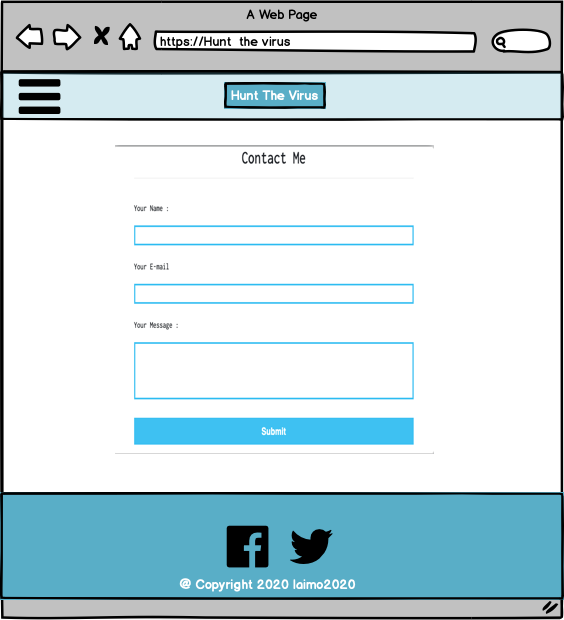 A Web Page
https://Hunt the virus
Hunt The Virus
Contact Me
Your Name :
Your E-mail
Your Message :
Submit
@ Copyright 2020 laimo2020